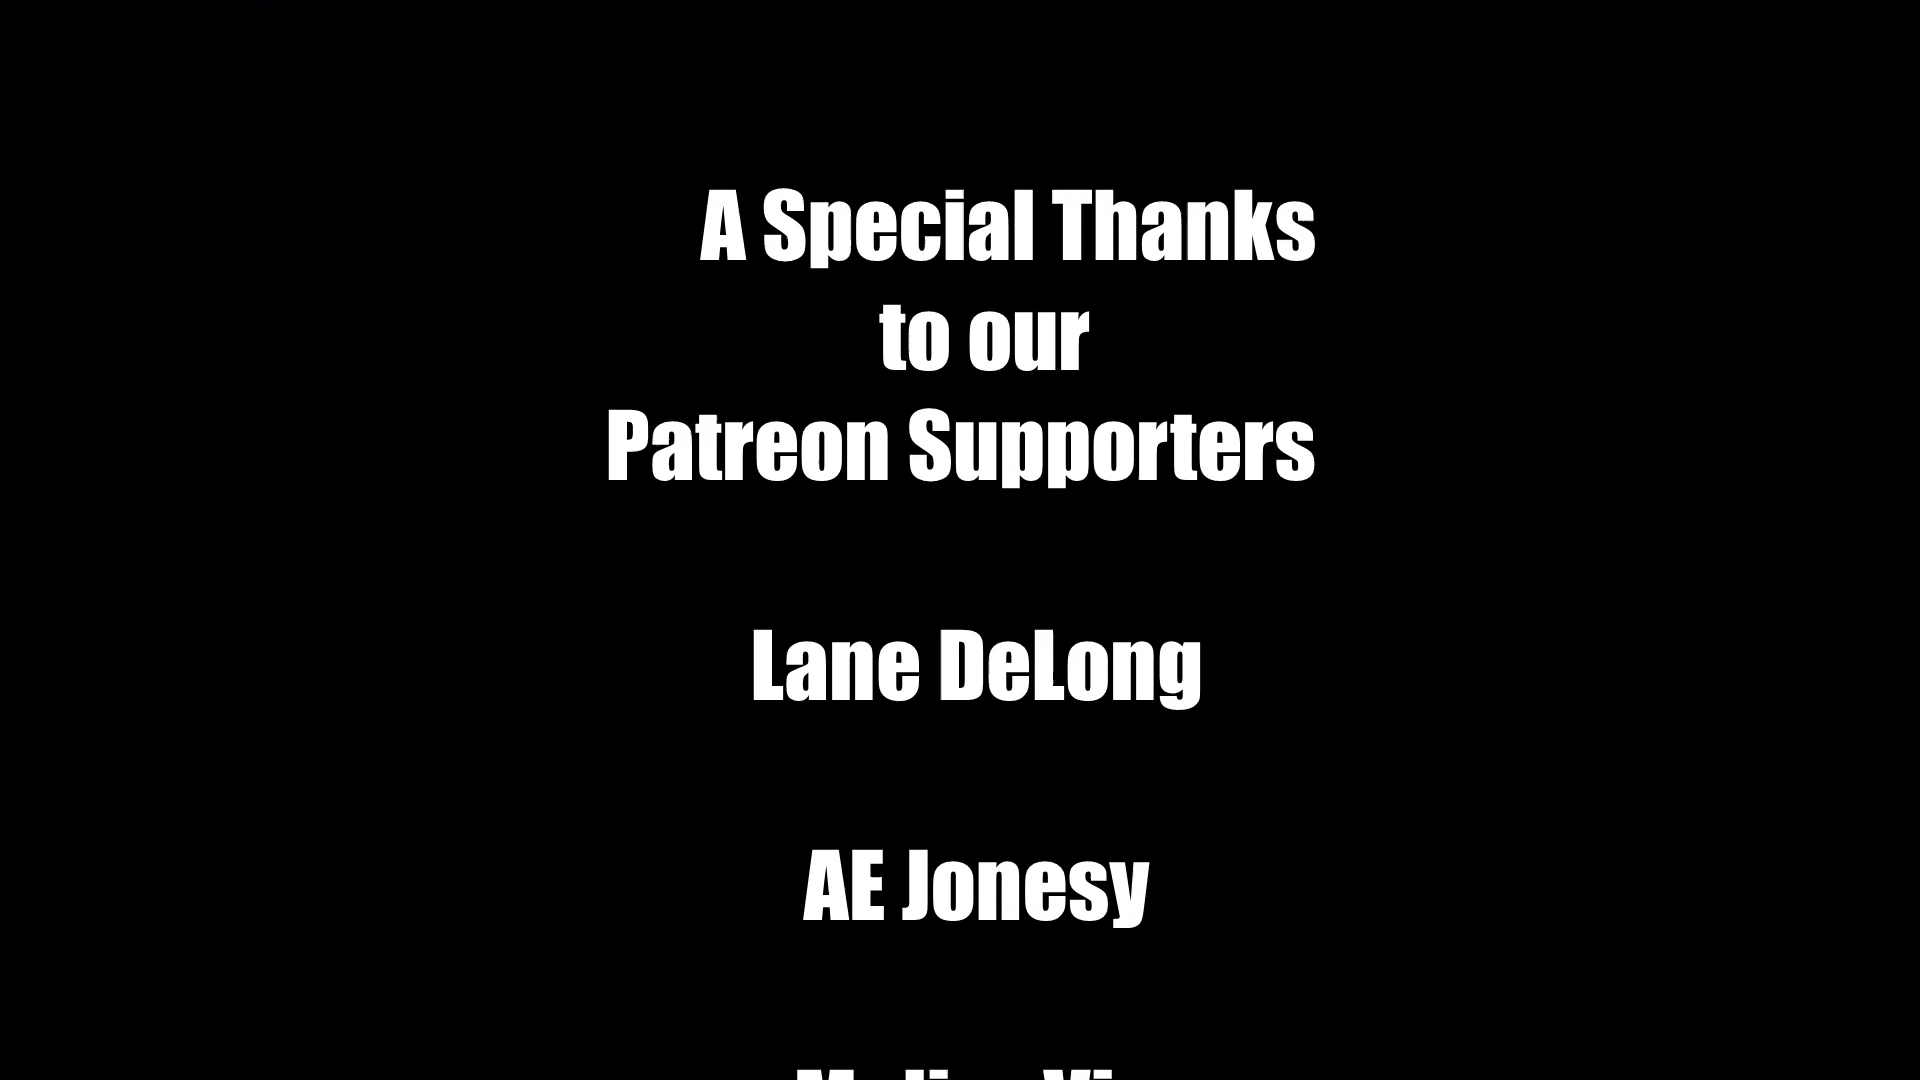 A Special Thanks
to our
Patreon Supporters
Lane DeLong
AE Jonesy